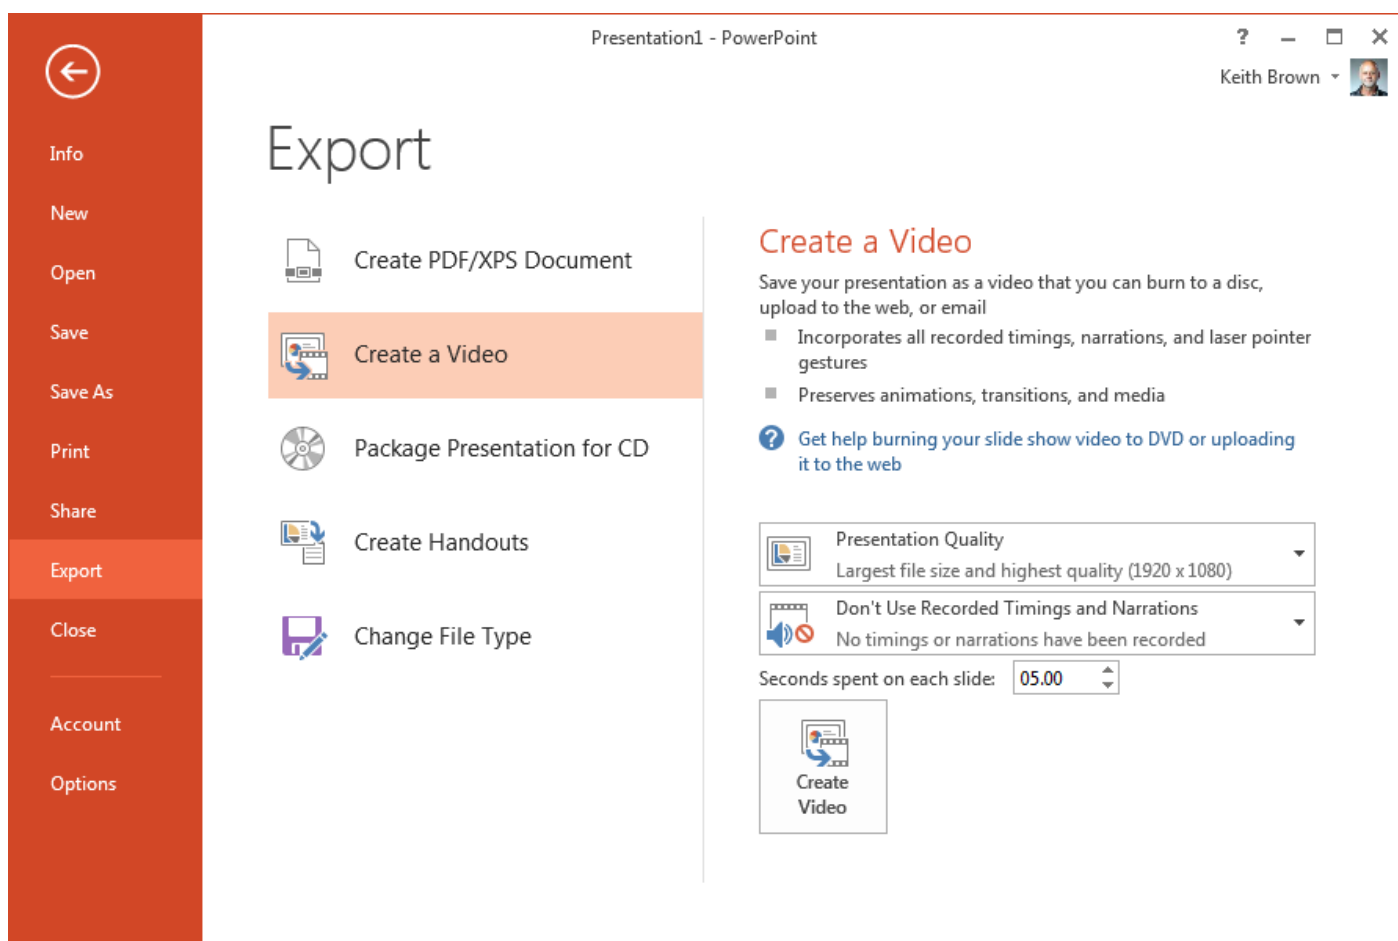 Presentation1 - PowerPoint
?
Keith Brown
Info
New
Open
Save
Save As
Print
Share
Export
Close
Account
Options
Export
Create PDF/XPS Document
Create a Video
Package Presentation for CD
Create Handouts
Change File Type
Create a Video
Save your presentation as a video that you can burn to a disc,
upload to the web, or email
Incorporates all recorded timings, narrations, and laser pointer
gestures
Preserves animations, transitions, and media
? Get help burning your slide show video to DVD or uploading
it to the web
Presentation Quality
Largest file size and highest quality (1920 x 1080)
Don't Use Recorded Timings and Narrations
No timings or narrations have been recorded
Seconds spent on each slide: 05.00
Create
Video